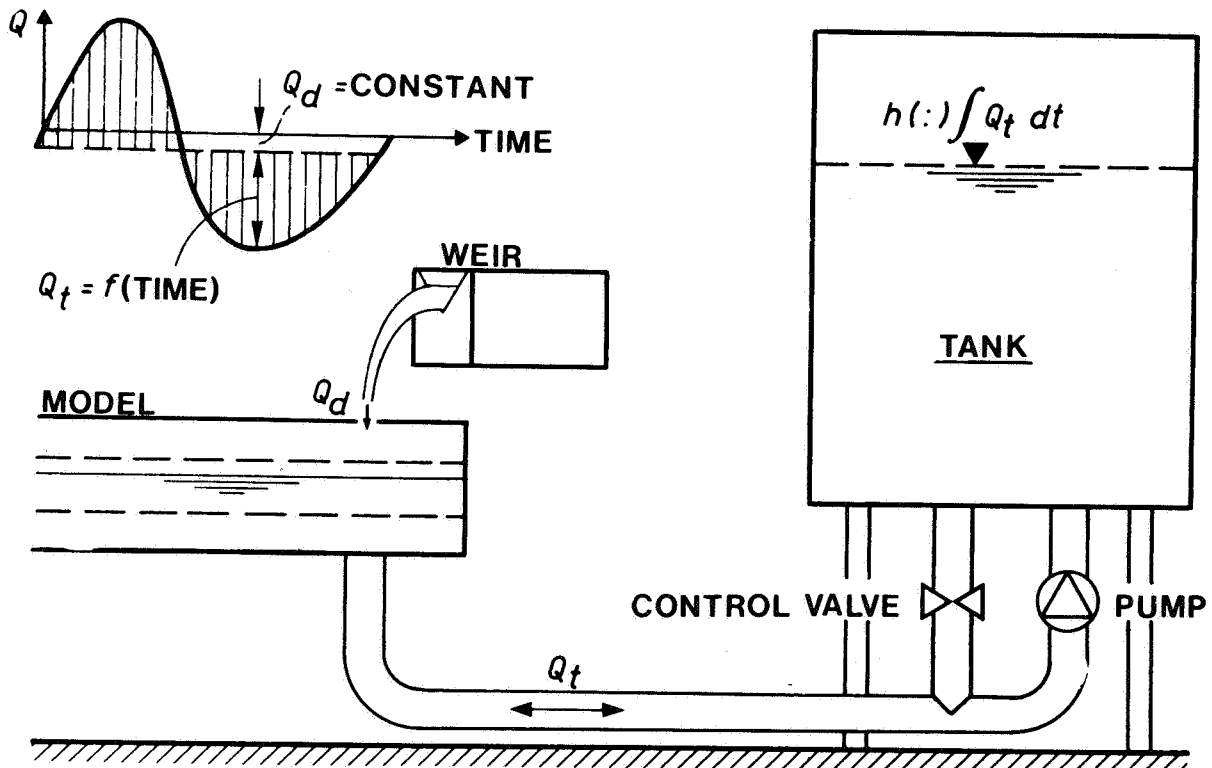 Q
Q_d = CONSTANT
TIME
Q_t = f(TIME)
WEIR
Q_d
MODEL
h(:)∫Q_t dt
TANK
CONTROL VALVE
PUMP
Q_t